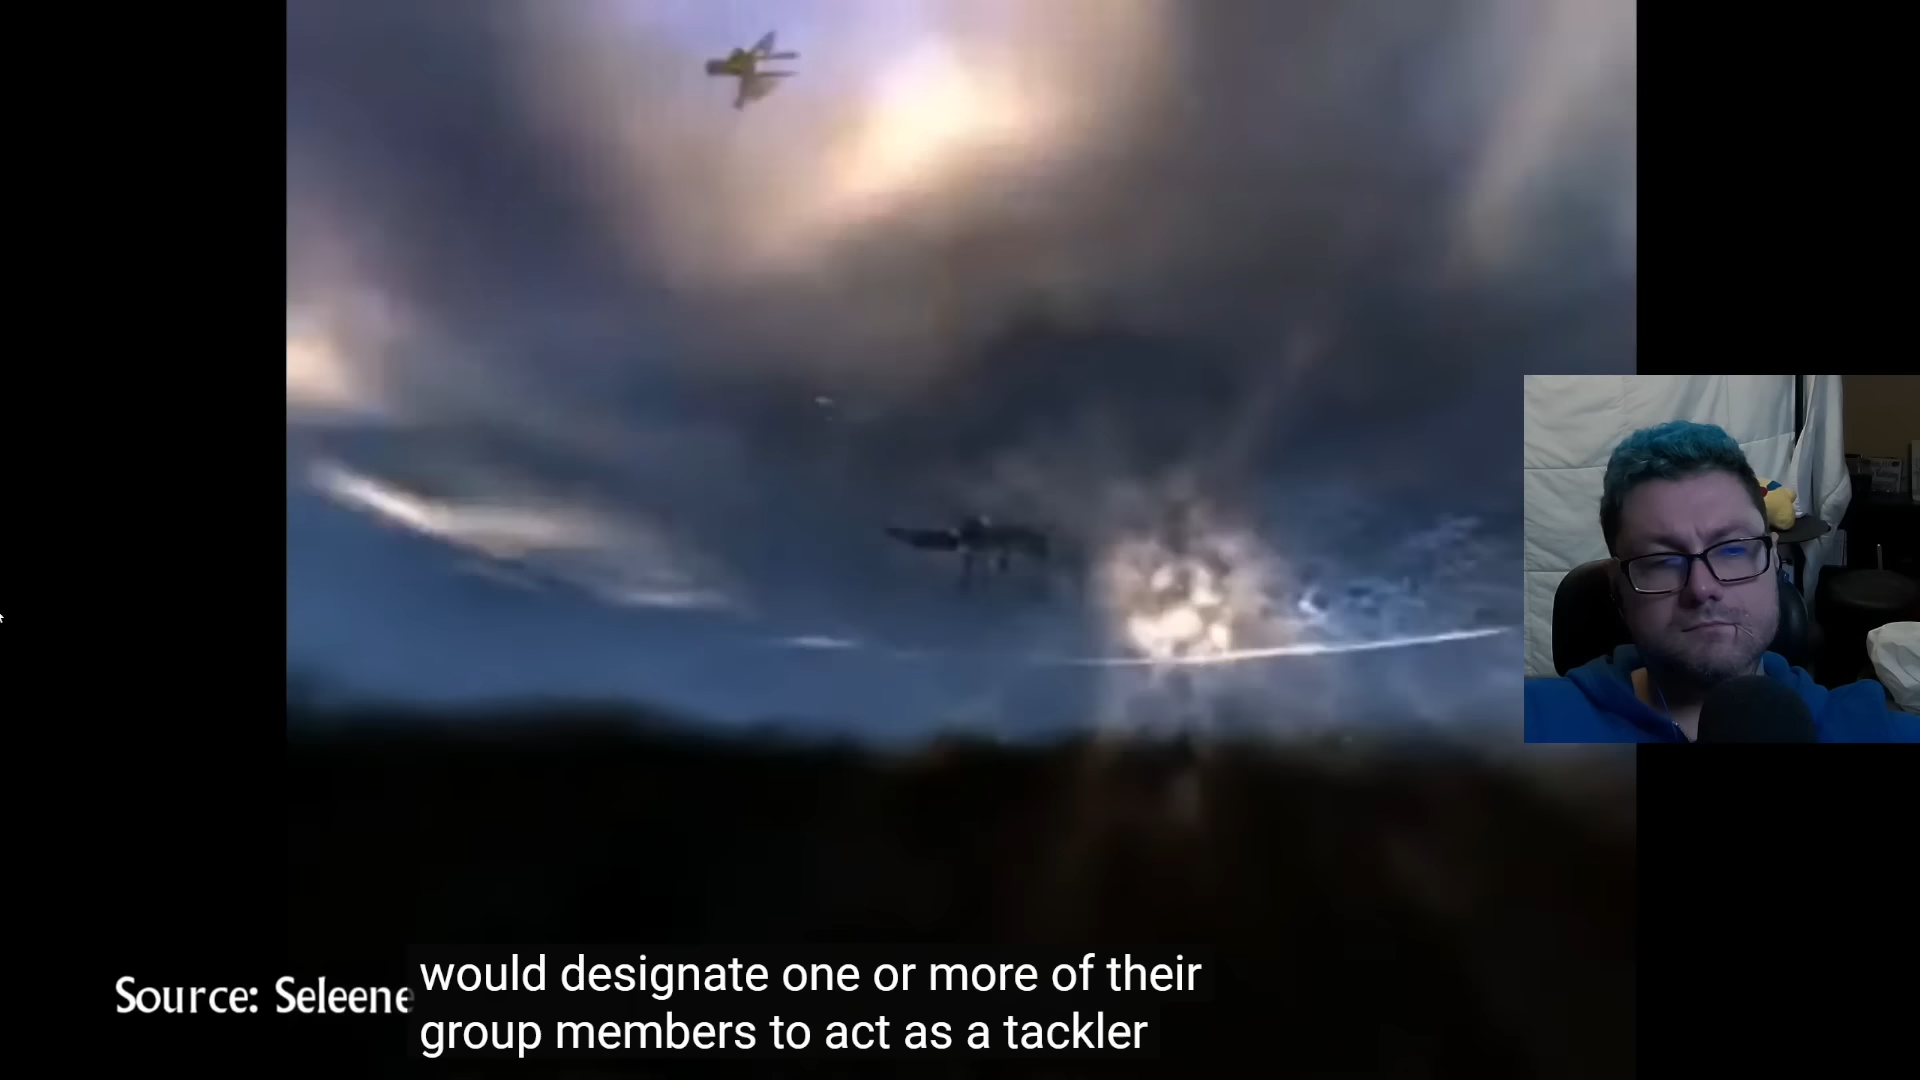 would designate one or more of their
group members to act as a tackler
Source: Seleene